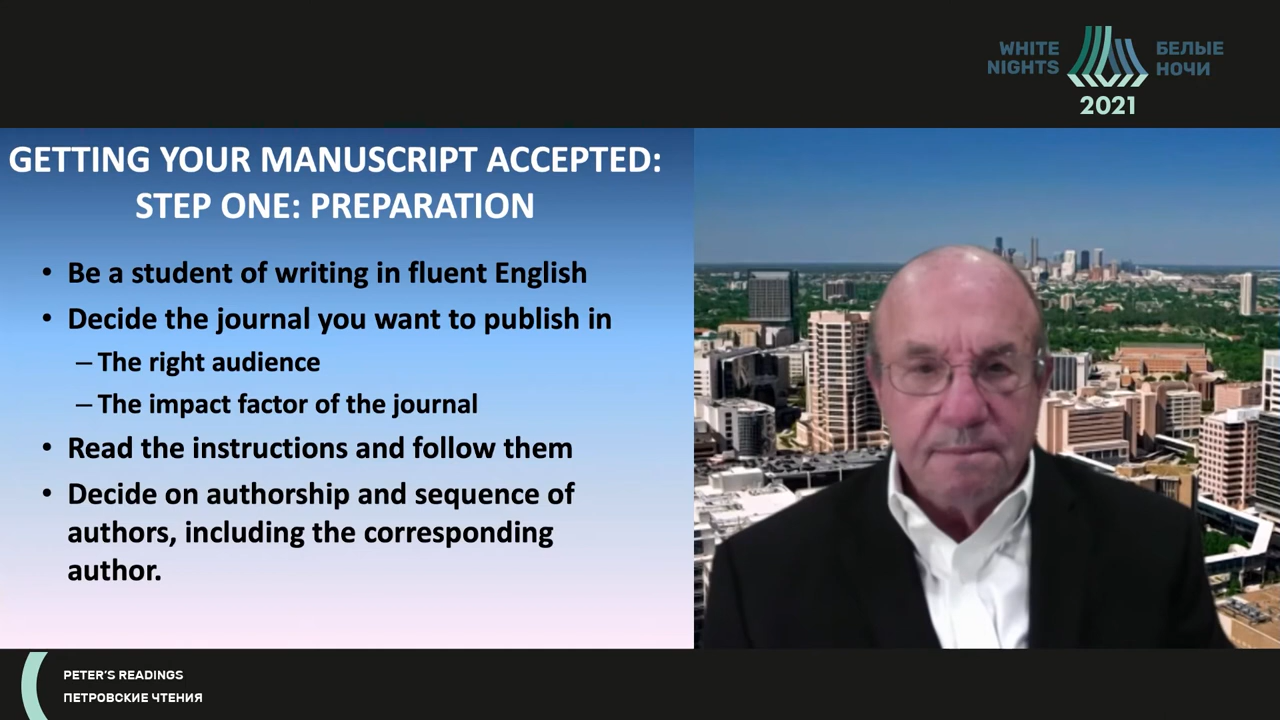 WHITE NIGHTS
БЕЛЫЕ НОЧИ
2021
GETTING YOUR MANUSCRIPT ACCEPTED:
STEP ONE: PREPARATION
• Be a student of writing in fluent English
• Decide the journal you want to publish in
– The right audience
– The impact factor of the journal
• Read the instructions and follow them
• Decide on authorship and sequence of
authors, including the corresponding
author.
PETER'S READINGS
ПЕТРОВСКИЕ ЧТЕНИЯ